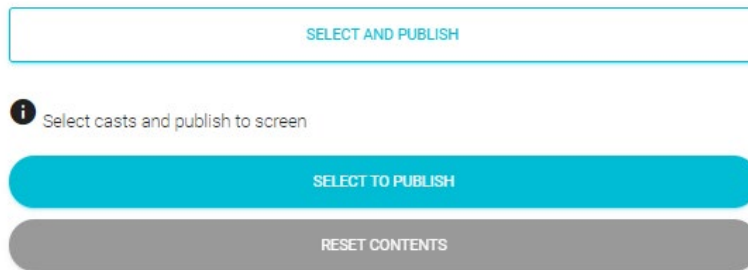 SELECT AND PUBLISH
Select casts and publish to screen
SELECT TO PUBLISH
RESET CONTENTS